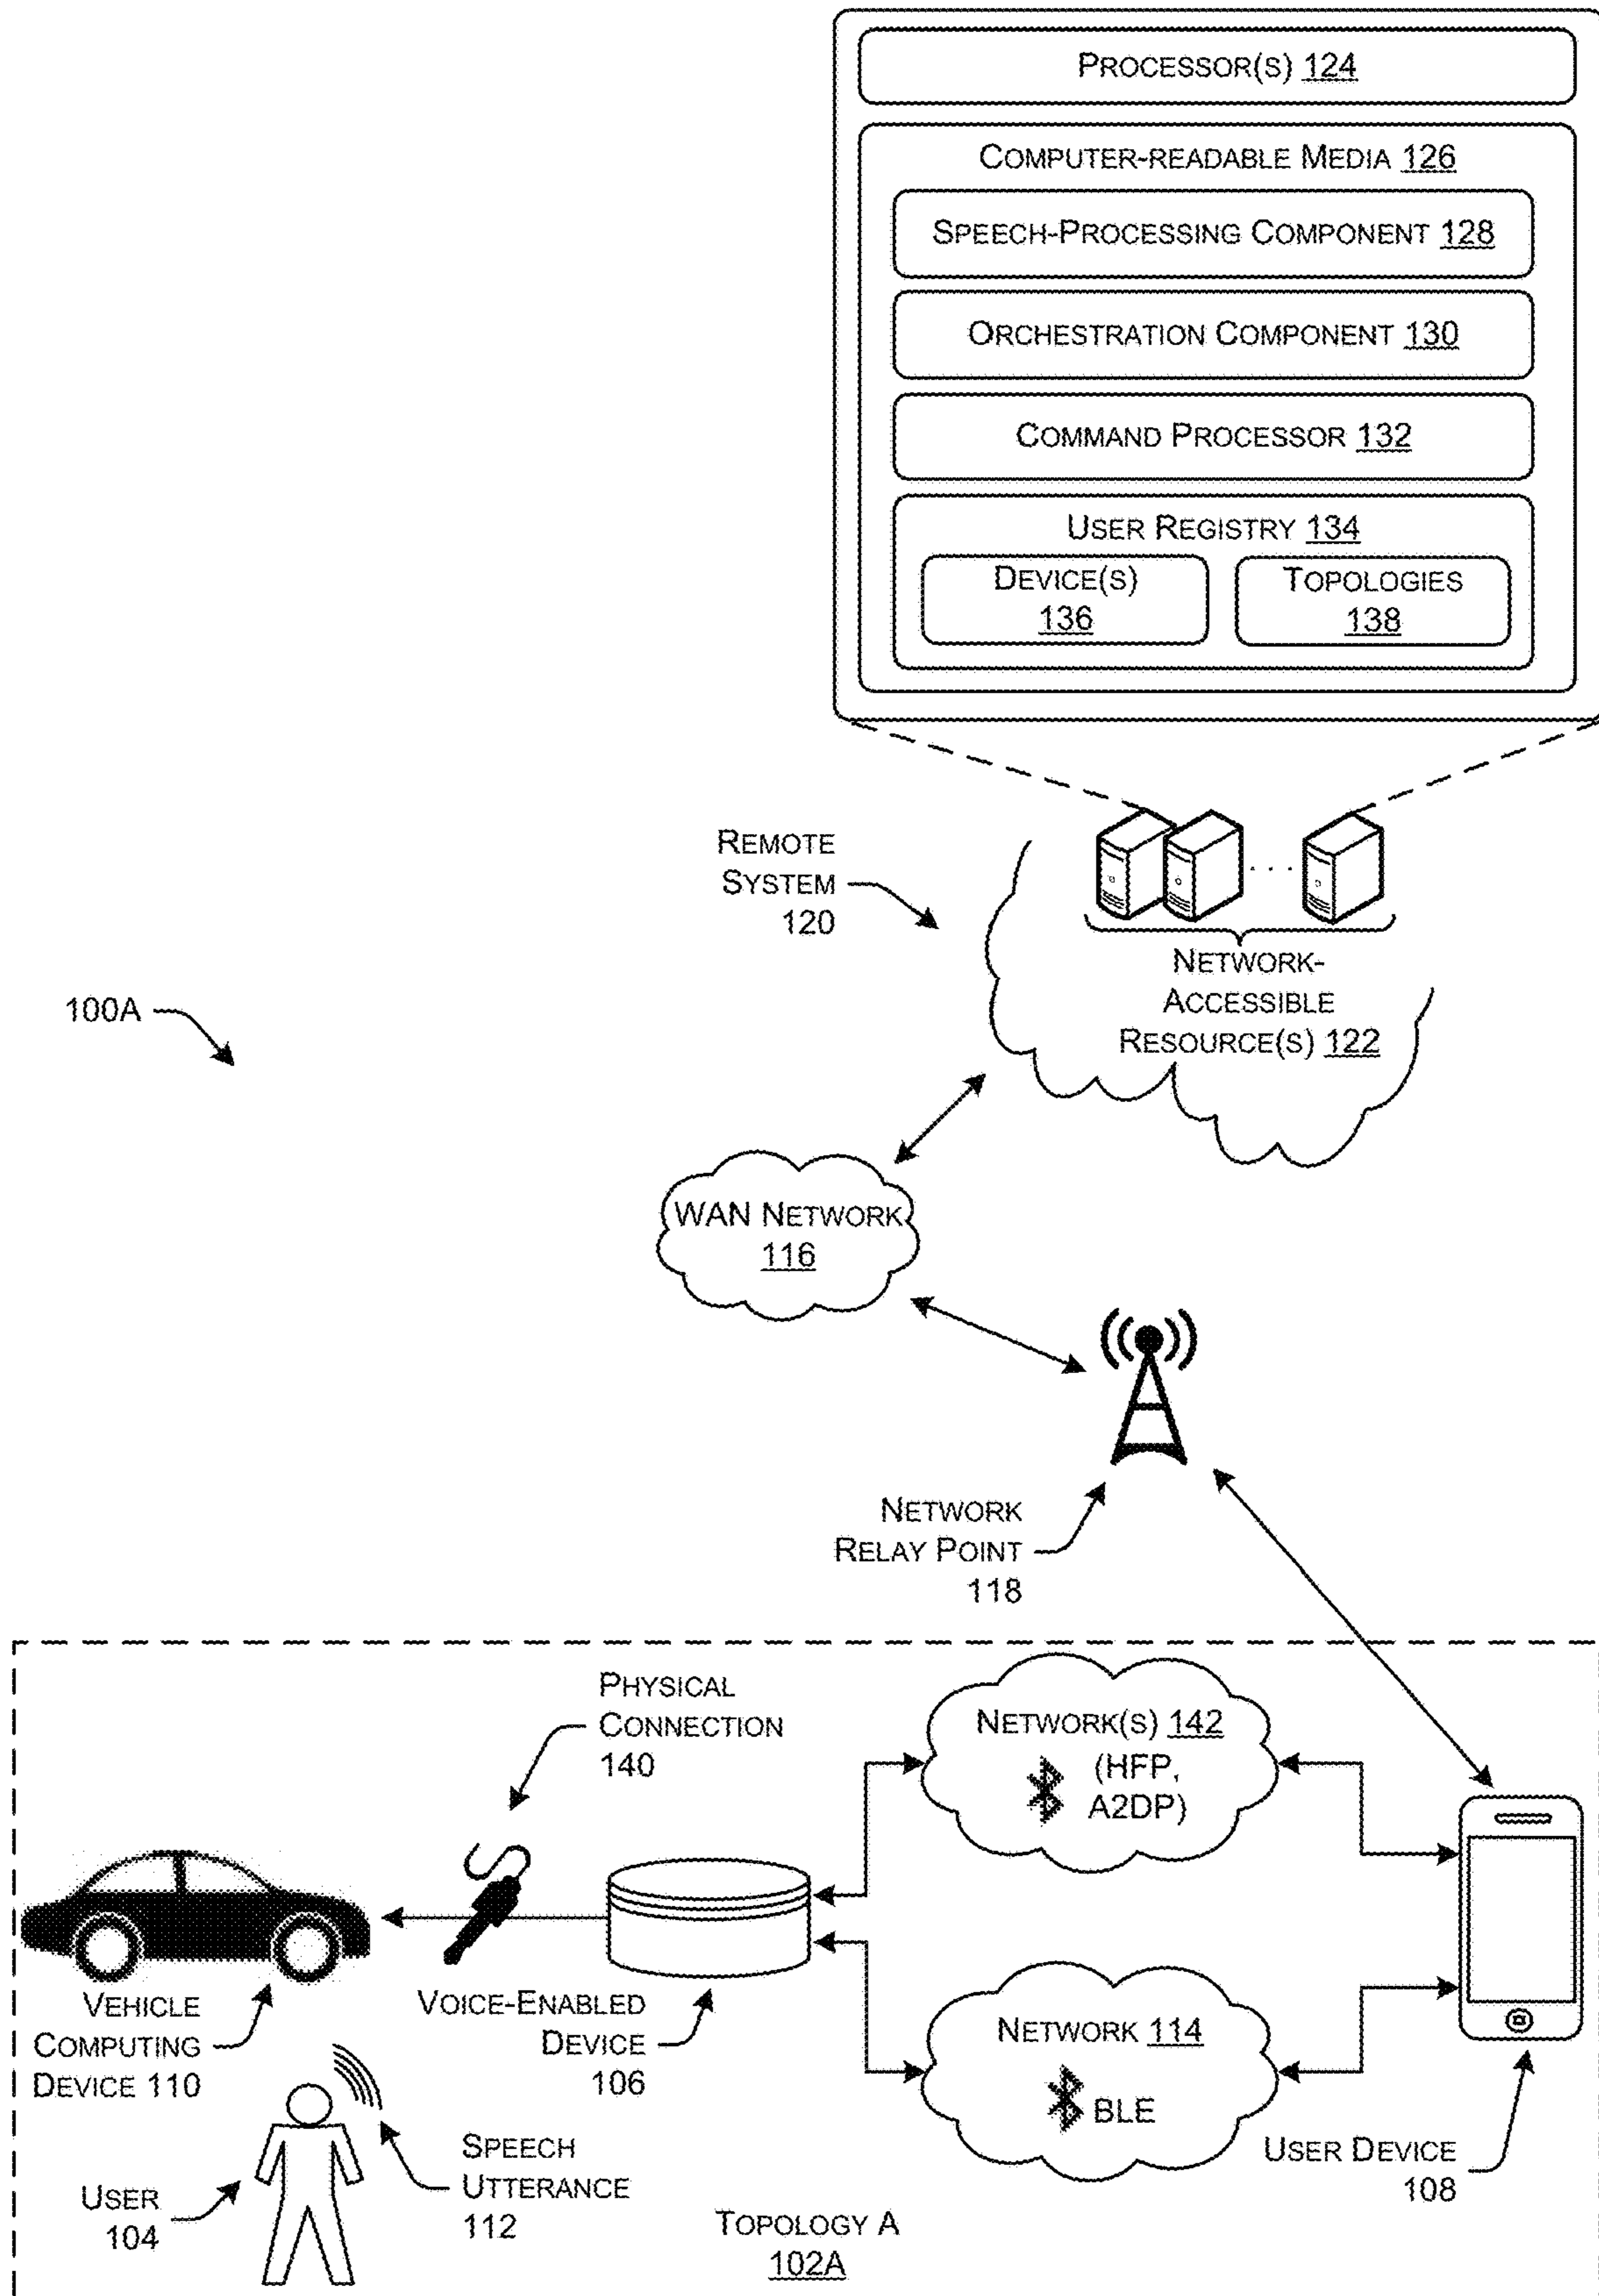 PROCESSOR(S) 124
COMPUTER-READABLE MEDIA 126
SPEECH-PROCESSING COMPONENT 128
ORCHESTRATION COMPONENT 130
COMMAND PROCESSOR 132
USER REGISTRY 134
DEVICE(S)
136
TOPOLOGIES
138
REMOTE
SYSTEM
120
NETWORK-
ACCESSIBLE
RESOURCE(S) 122
100A
WAN NETWORK
116
NETWORK
RELAY POINT
118
PHYSICAL
CONNECTION
140
NETWORK(S) 142
(HFP,
A2DP)
VEHICLE
COMPUTING
DEVICE 110
VOICE-ENABLED
DEVICE
106
NETWORK 114
BLE
USER DEVICE
108
SPEECH
UTTERANCE
112
USER
104
TOPOLOGY A
102A